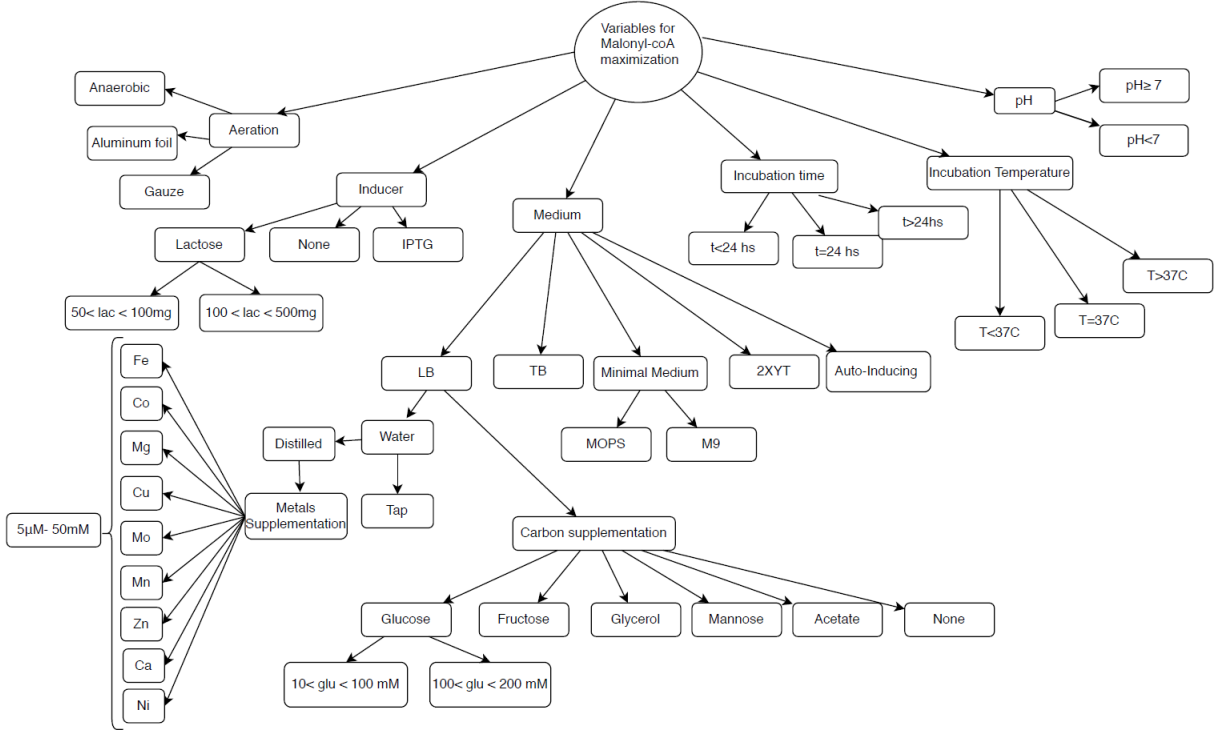 Variables for
Malonyl-coA
maximization
Anaerobic
Aluminum foil
Aeration
Gauze
pH
pH≥ 7
pH<7
Inducer
Lactose
None
IPTG
50< lac < 100mg
100 < lac < 500mg
Medium
Incubation time
t<24 hs
t=24 hs
t>24hs
Incubation Temperature
T<37C
T=37C
T>37C
LB
TB
Minimal Medium
2XYT
Auto-Inducing
MOPS
M9
Water
Distilled
Tap
Metals
Supplementation
Fe
Co
Mg
Cu
Mo
Mn
Zn
Ca
Ni
5µM- 50mM
Carbon supplementation
Glucose
Fructose
Glycerol
Mannose
Acetate
None
10< glu < 100 mM
100< glu < 200 mM